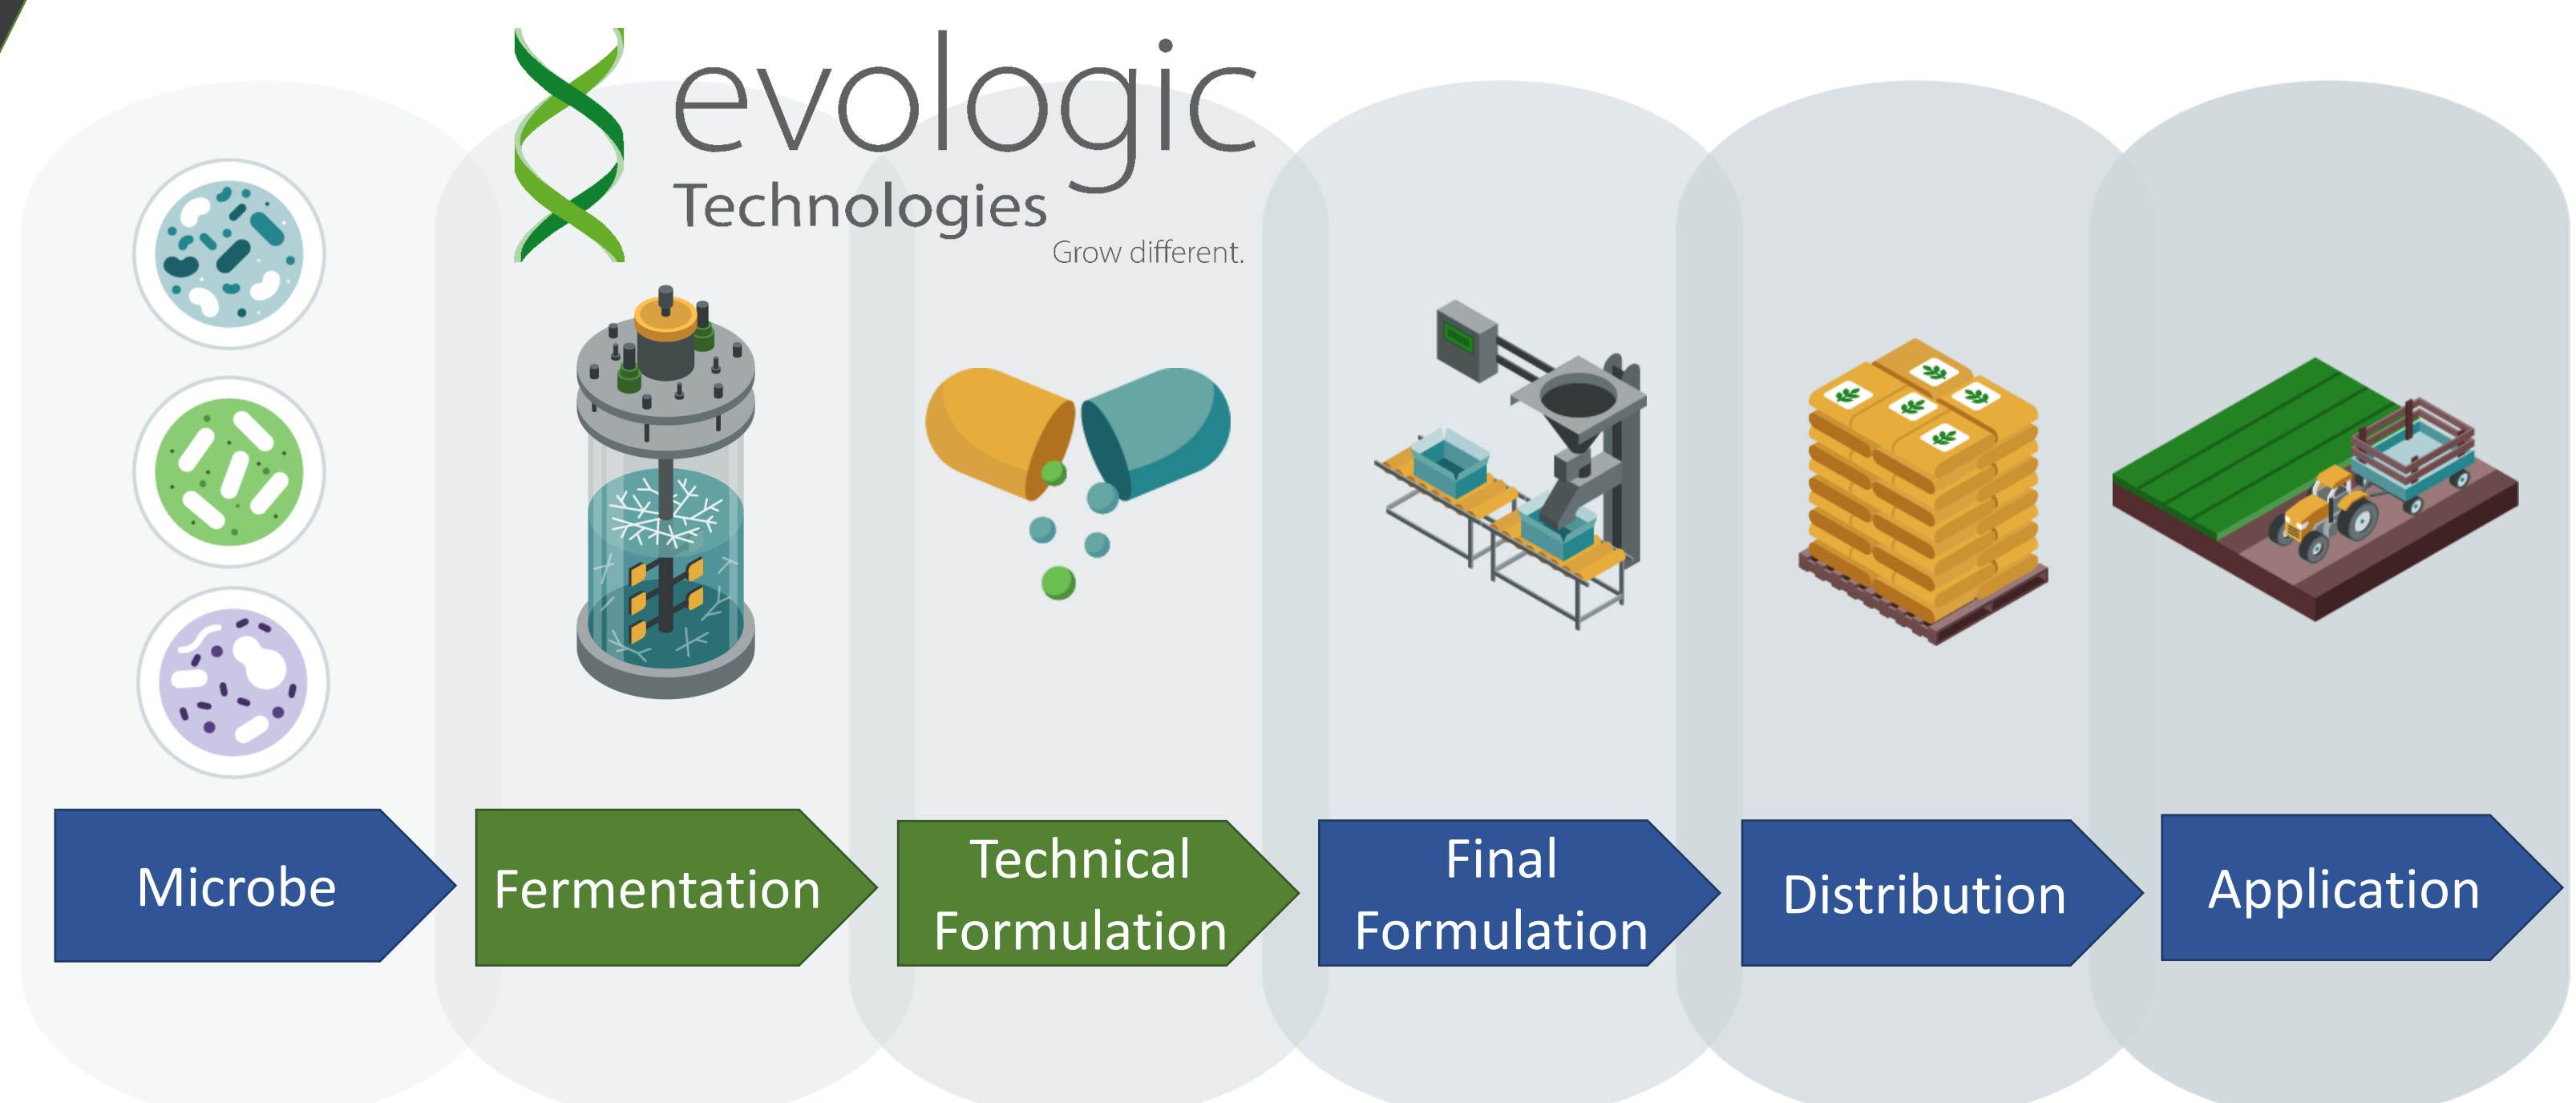 evologic
Technologies
Grow different.
Microbe
Fermentation
Technical
Formulation
Final
Formulation
Distribution
Application